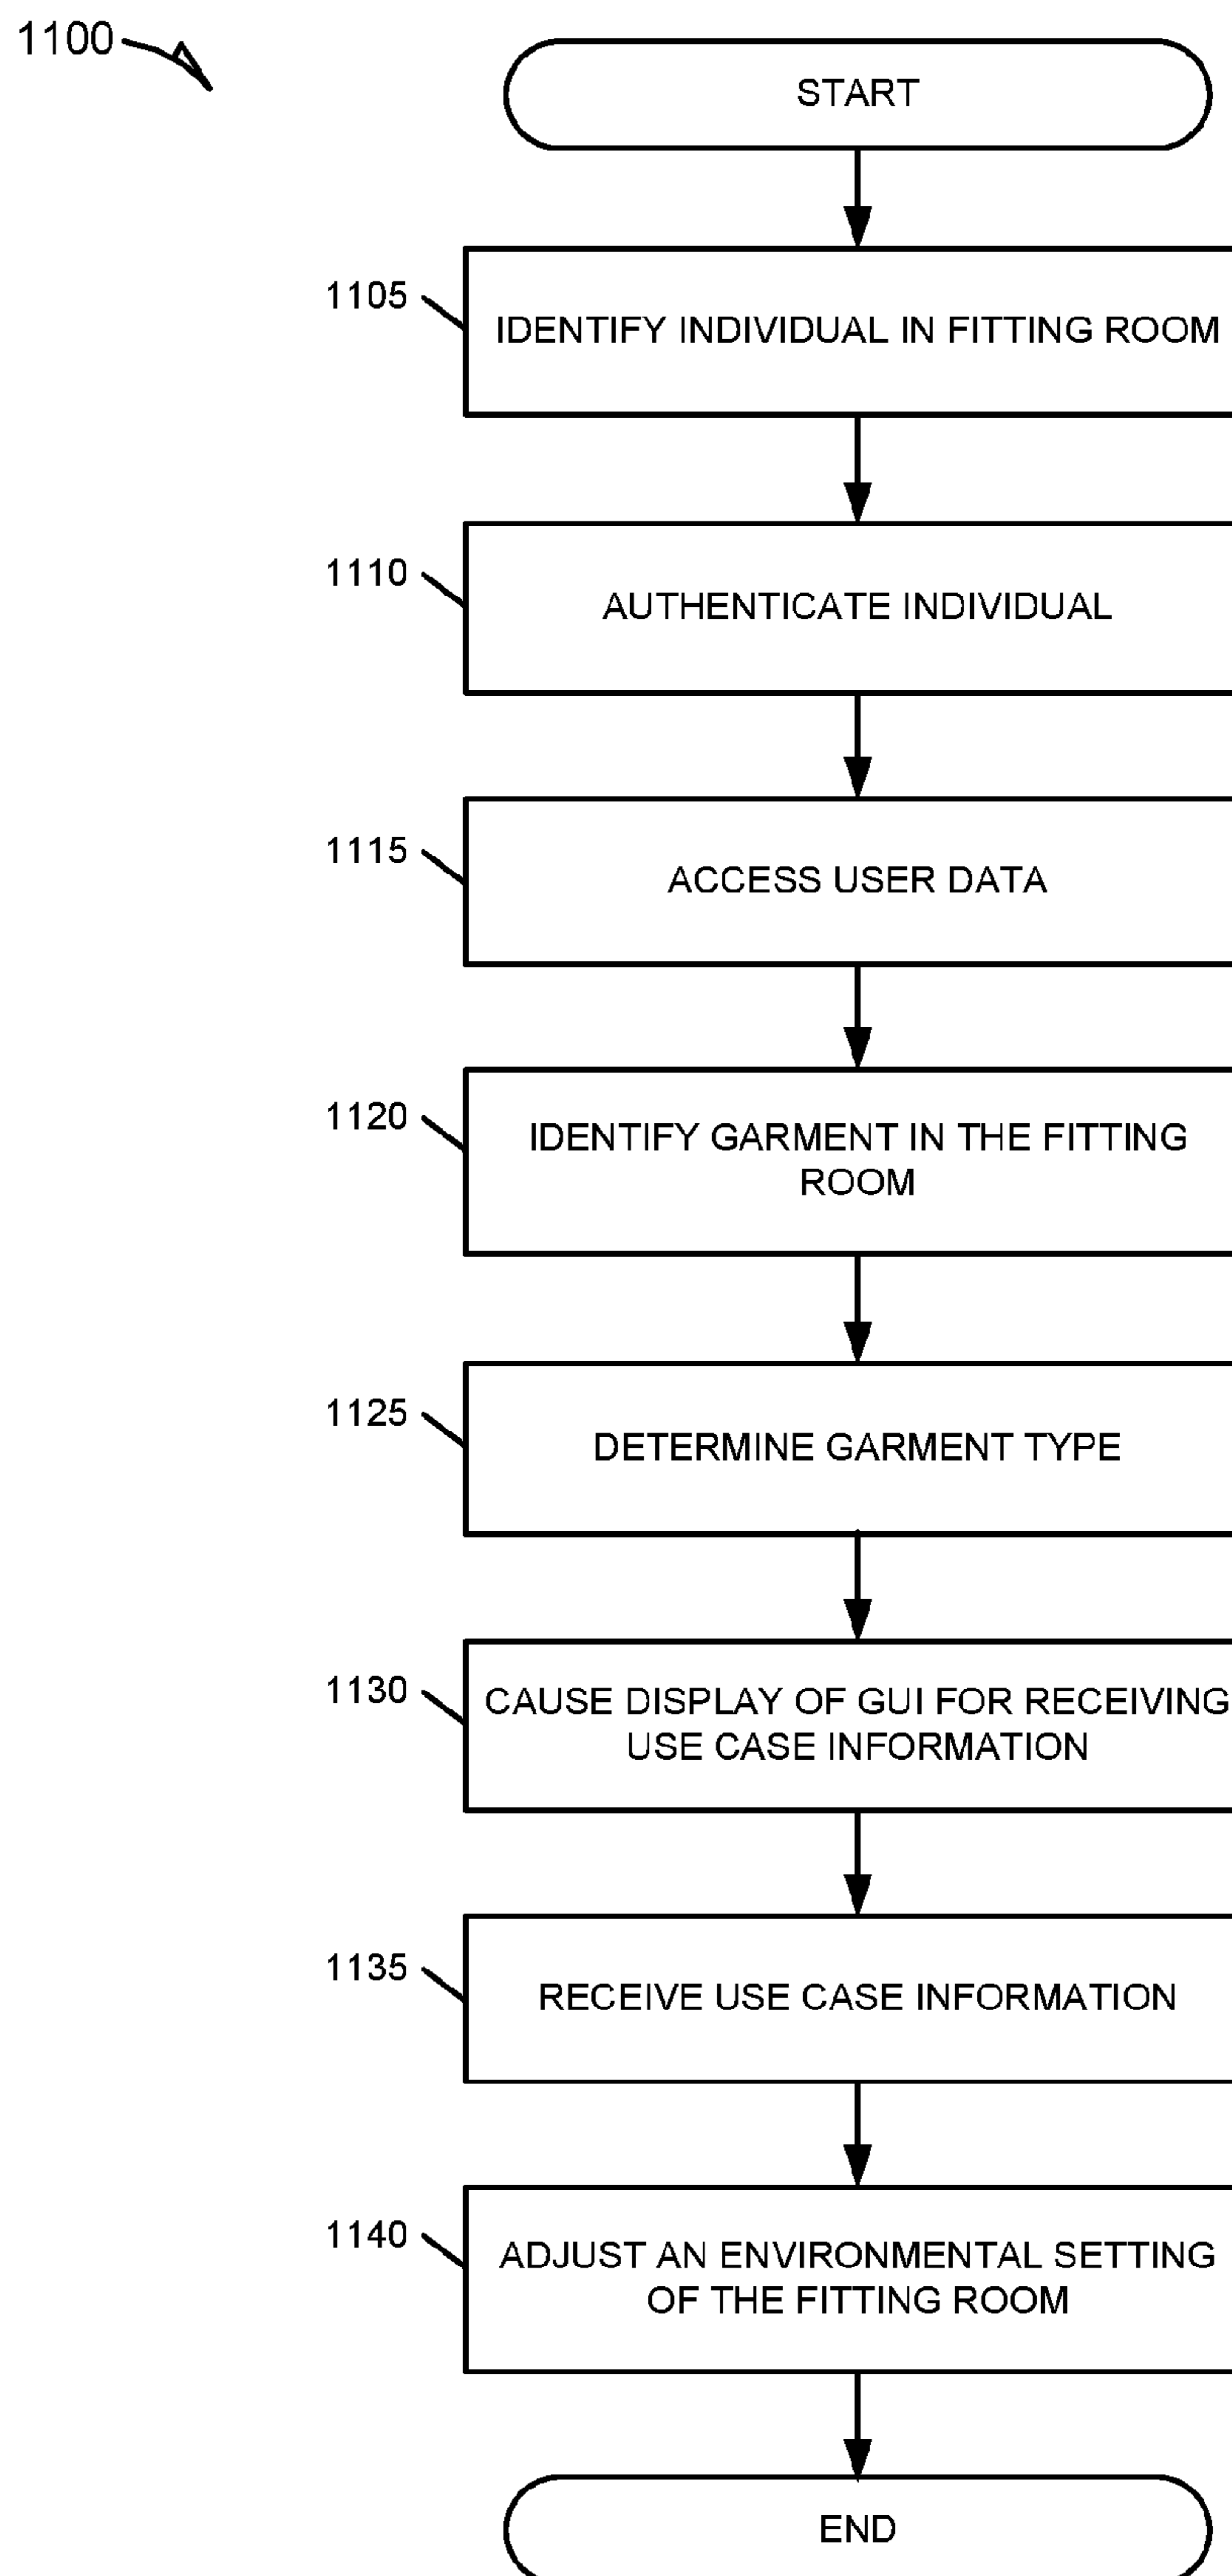 1100
START
1105
IDENTIFY INDIVIDUAL IN FITTING ROOM
1110
AUTHENTICATE INDIVIDUAL
1115
ACCESS USER DATA
1120
IDENTIFY GARMENT IN THE FITTING
ROOM
1125
DETERMINE GARMENT TYPE
1130
CAUSE DISPLAY OF GUI FOR RECEIVING
USE CASE INFORMATION
1135
RECEIVE USE CASE INFORMATION
1140
ADJUST AN ENVIRONMENTAL SETTING
OF THE FITTING ROOM
END